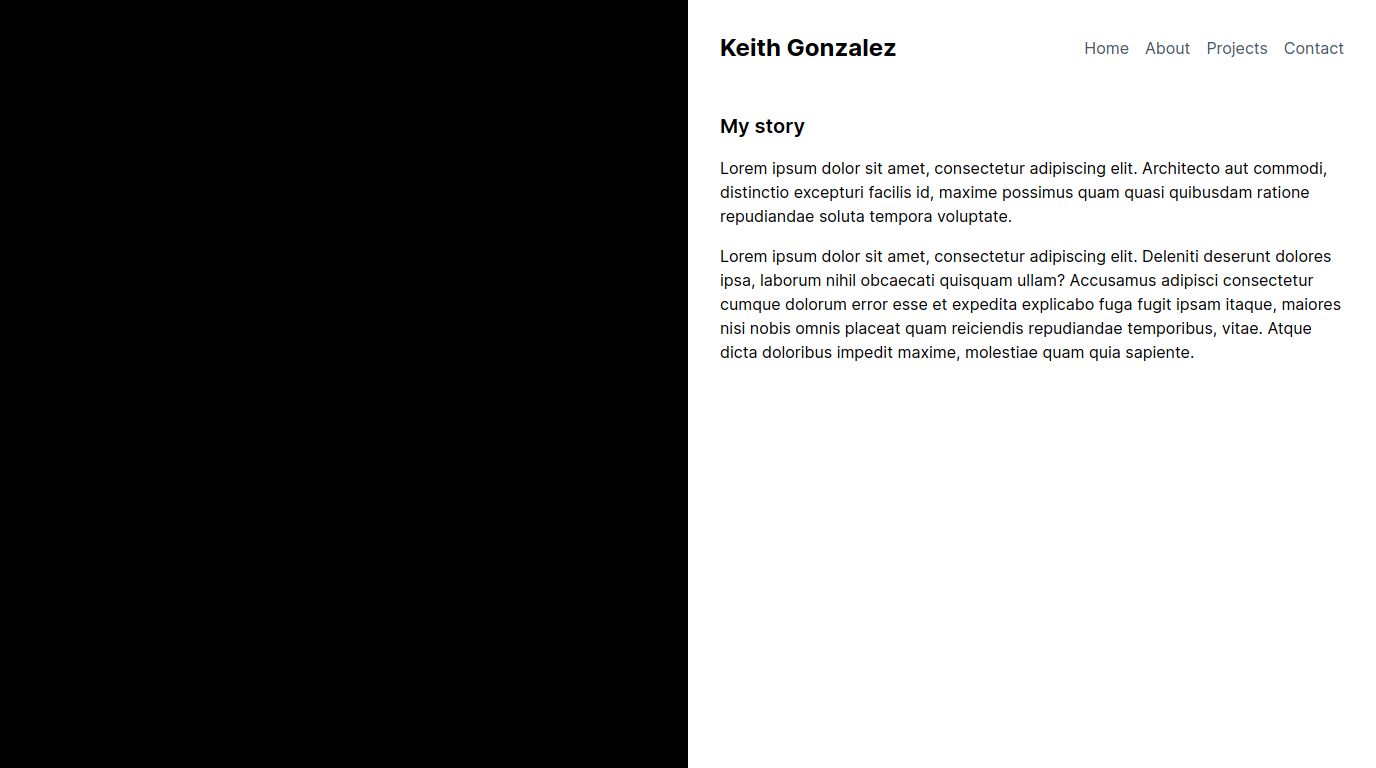 Keith Gonzalez
Home About Projects Contact
My story
Lorem ipsum dolor sit amet, consectetur adipiscing elit. Architecto aut commodi,
distinctio excepturi facilis id, maxime possimus quam quasi quibusdam ratione
repudiandae soluta tempora voluptate.
Lorem ipsum dolor sit amet, consectetur adipiscing elit. Deleniti deserunt dolores
ipsa, laborum nihil obcaecati quisquam ullam? Accusamus adipisci consectetur
cumque dolorum error esse et expedita explicabo fuga fugit ipsam itaque, maiores
nisi nobis omnis placeat quam reiciendis repudiandae temporibus, vitae. Atque
dicta doloribus impedit maxime, molestiae quam quia sapiente.